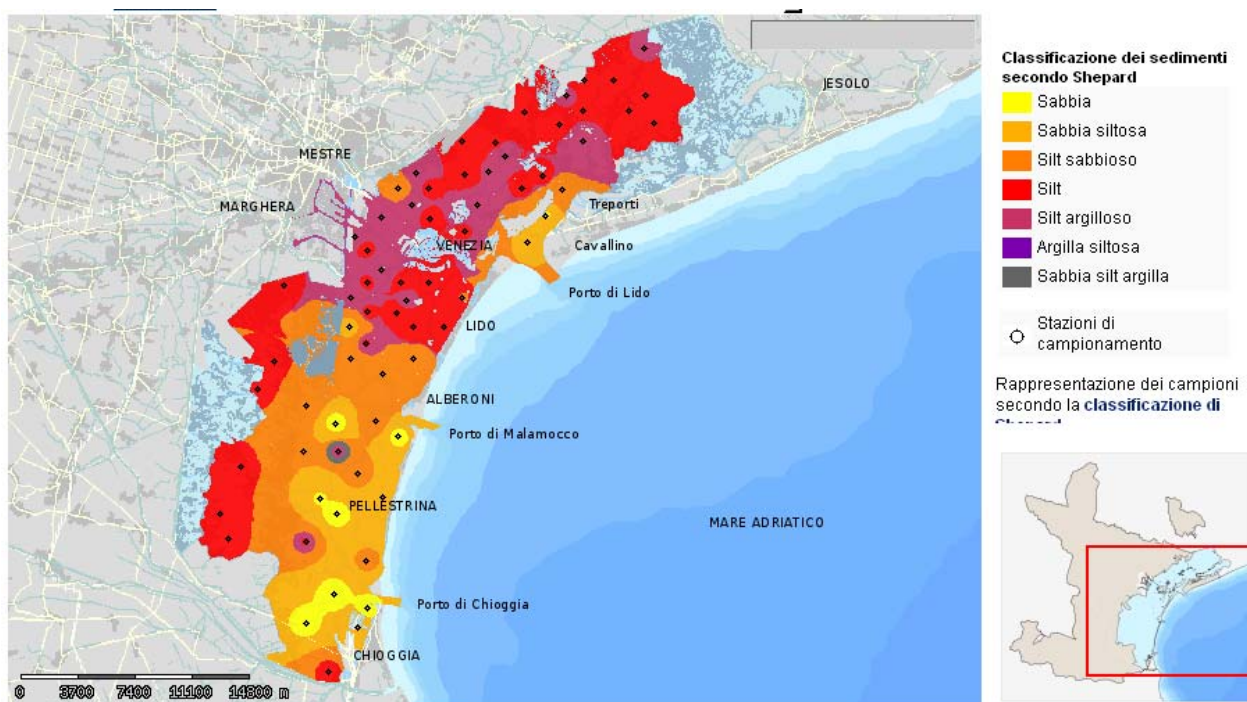 JESOLO
MESTRE
MARGHERA
Treporti
VENEZIA
Cavallino
Porto di Lido
LIDO
ALBERONI
Porto di Malamocco
PELLESTRINA
MARE ADRIATICO
Porto di Chioggia
CHIOGGIA
0 3700 7400 11100 14800 m
Classificazione dei sedimenti
secondo Shepard
Sabbia
Sabbia siltosa
Silt sabbioso
Silt
Silt argilloso
Argilla siltosa
Sabbia silt argilla
Stazioni di
campionamento
Rappresentazione dei campioni
secondo la classificazione di
Shepard